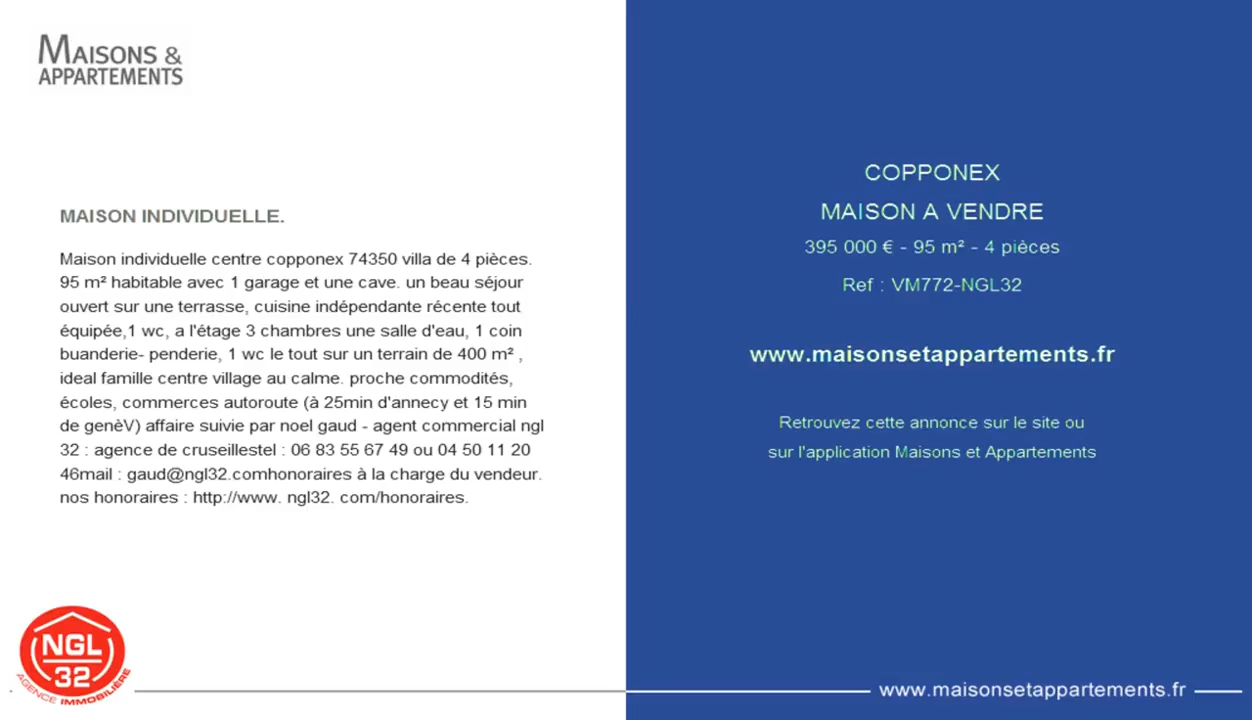 MAISONS &
APPARTEMENTS
MAISON INDIVIDUELLE.
Maison individuelle centre copponex 74350 villa de 4 pièces.
95 m² habitable avec 1 garage et une cave. un beau séjour
ouvert sur une terrasse, cuisine indépendante récente tout
équipée,1 wc, a l'étage 3 chambres une salle d'eau, 1 coin
buanderie- penderie, 1 wc le tout sur un terrain de 400 m² ,
ideal famille centre village au calme. proche commodités,
écoles, commerces autoroute (à 25min d'annecy et 15 min
de genèV) affaire suivie par noel gaud - agent commercial ngl
32 : agence de cruseillestel : 06 83 55 67 49 ou 04 50 11 20
46mail : gaud@ngl32.comhonoraires à la charge du vendeur.
nos honoraires : http://www. ngl32. com/honoraires.
NGL
32
AGENCE IMMOBILIÈRE
COPPONEX
MAISON A VENDRE
395 000 € - 95 m² - 4 pièces
Ref : VM772-NGL32
www.maisonsetappartements.fr
Retrouvez cette annonce sur le site ou
sur l'application Maisons et Appartements
www.maisonsetappartements.fr